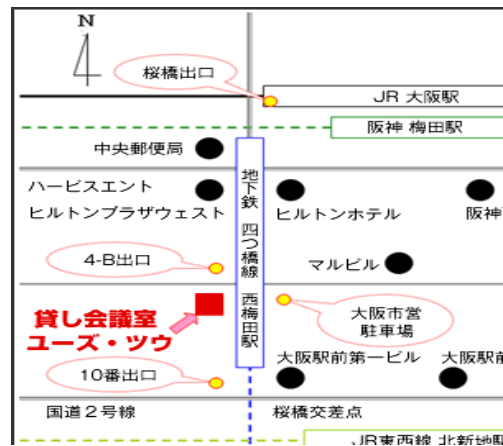 N
桜橋出口
JR 大阪駅
阪神 梅田駅
中央郵便局
ハービスエント
ヒルトンプラザウェスト
地下鉄 四つ橋線 西梅田駅
ヒルトンホテル
阪神
4-B出口
マルビル
貸し会議室
ユーズ・ツウ
大阪市営
駐車場
10番出口
大阪駅前第一ビル
大阪駅前
国道２号線
桜橋交差点
JR東西線 北新地駅